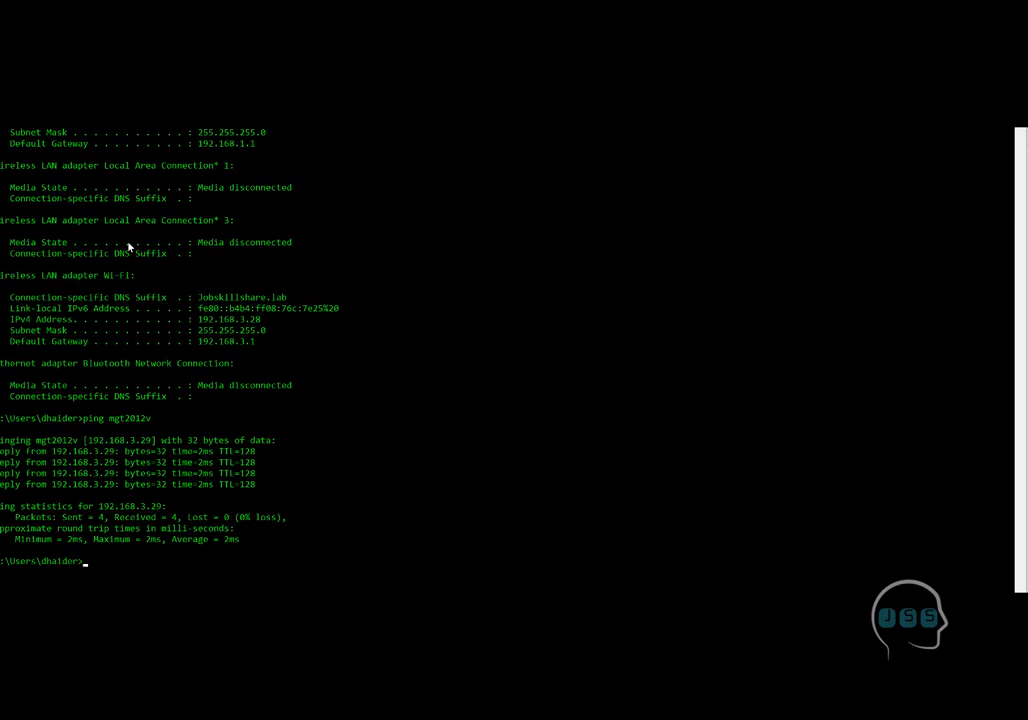 Subnet Mask . . . . . . . . . . . : 255.255.255.0
Default Gateway . . . . . . . . . : 192.168.1.1
ireless LAN adapter Local Area Connection* 1:
Media State . . . . . . . . . . . : Media disconnected
Connection-specific DNS Suffix  . :
ireless LAN adapter Local Area Connection* 3:
Media State . . . . . . . . . . . : Media disconnected
Connection-specific DNS Suffix  . :
ireless LAN adapter Wi-Fi:
Connection-specific DNS Suffix  . : Jobskillshare.lab
Link-local IPv6 Address . . . . . : fe80::b4b4:ff08:76c:7e25%20
IPv4 Address. . . . . . . . . . . : 192.168.3.28
Subnet Mask . . . . . . . . . . . : 255.255.255.0
Default Gateway . . . . . . . . . : 192.168.3.1
thernet adapter Bluetooth Network Connection:
Media State . . . . . . . . . . . : Media disconnected
Connection-specific DNS Suffix  . :
:\Users\dhaider>ping mgt2012v
inging mgt2012v [192.168.3.29] with 32 bytes of data:
eply from 192.168.3.29: bytes=32 time=2ms TTL=128
eply from 192.168.3.29: bytes=32 time=2ms TTL=128
eply from 192.168.3.29: bytes=32 time=2ms TTL=128
eply from 192.168.3.29: bytes=32 time=2ms TTL=128
ing statistics for 192.168.3.29:
Packets: Sent = 4, Received = 4, Lost = 0 (0% loss),
pproximate round trip times in milli-seconds:
Minimum = 2ms, Maximum = 2ms, Average = 2ms
:\Users\dhaider>
JSS